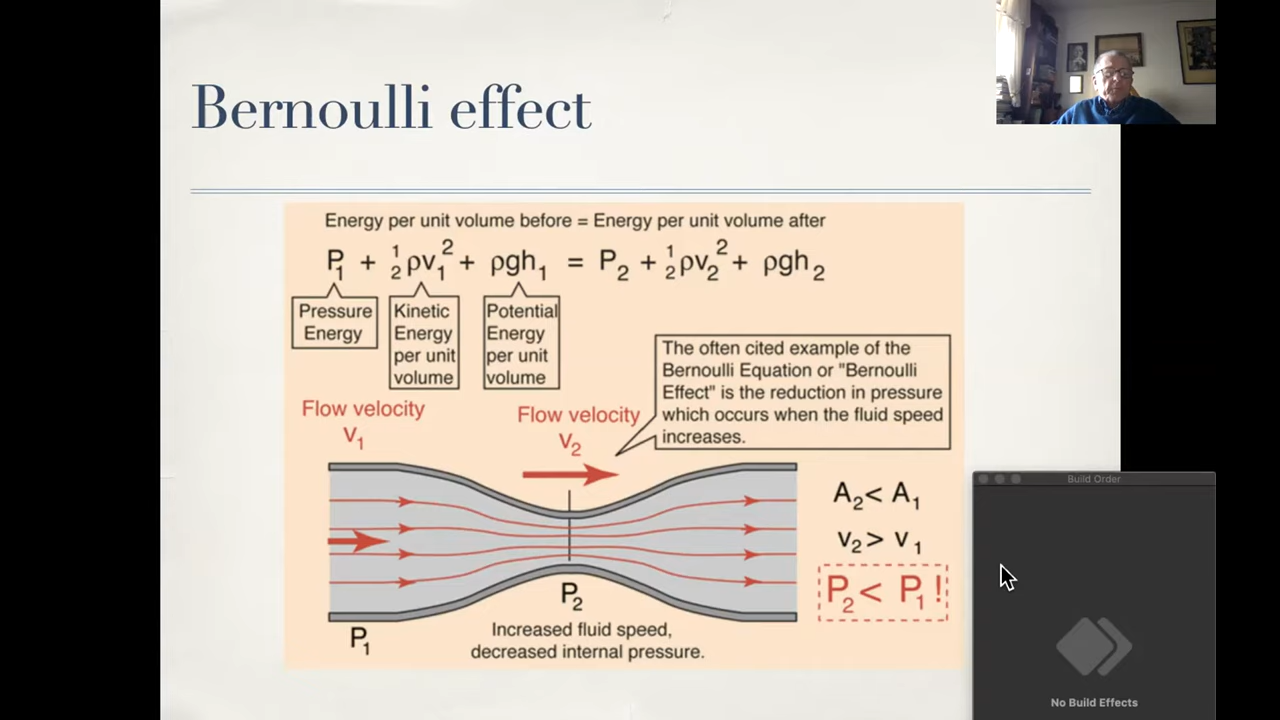 Bernoulli effect
Energy per unit volume before = Energy per unit volume after
P₁ + ½ρv₁² + ρgh₁ = P₂ + ½ρv₂² + ρgh₂
Pressure
Energy
Kinetic
Energy
per unit
volume
Potential
Energy
per unit
volume
The often cited example of the
Bernoulli Equation or "Bernoulli
Effect" is the reduction in pressure
which occurs when the fluid speed
increases.
Flow velocity
v₁
Flow velocity
v₂
A₂ < A₁
v₂ > v₁
P₂ < P₁ !
P₁
P₂
Increased fluid speed,
decreased internal pressure.
Build Order
No Build Effects